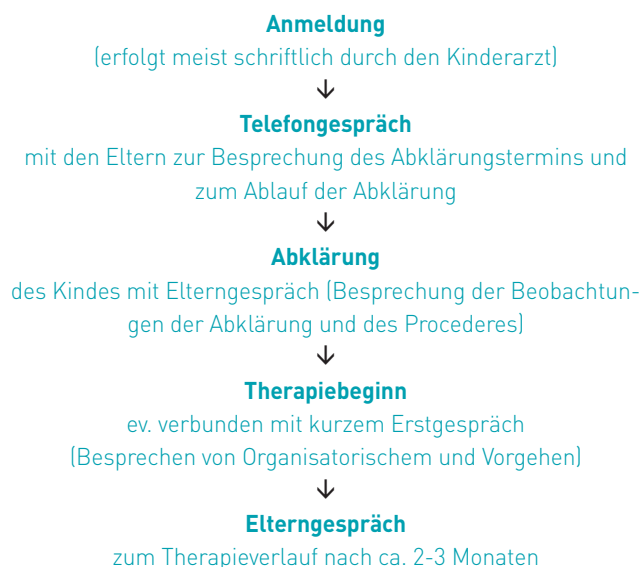 Anmeldung
(erfolgt meist schriftlich durch den Kinderarzt)
↓
Telefongespräch
mit den Eltern zur Besprechung des Abklärungstermins und
zum Ablauf der Abklärung
↓
Abklärung
des Kindes mit Elterngespräch (Besprechung der Beobachtun-
gen der Abklärung und des Procederes)
↓
Therapiebeginn
ev. verbunden mit kurzem Erstgespräch
(Besprechen von Organisatorischem und Vorgehen)
↓
Elterngespräch
zum Therapieverlauf nach ca. 2-3 Monaten